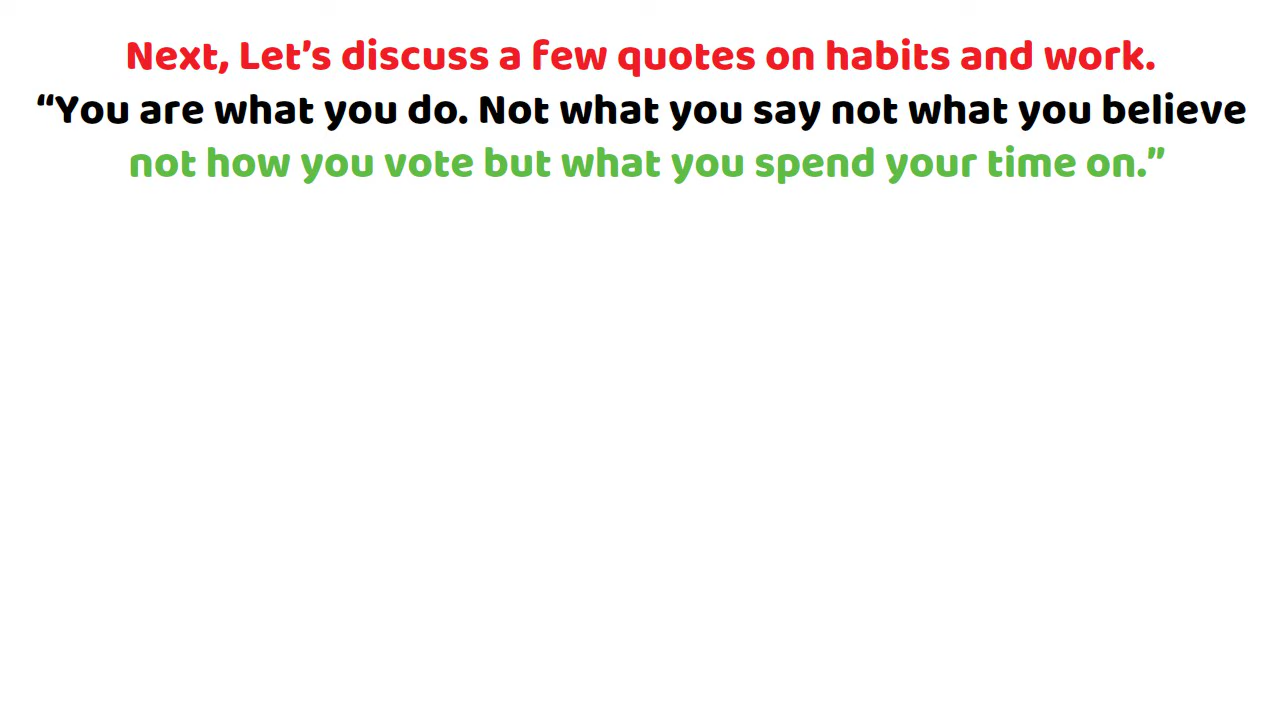 Next, Let’s discuss a few quotes on habits and work.
“You are what you do. Not what you say not what you believe
not how you vote but what you spend your time on.”